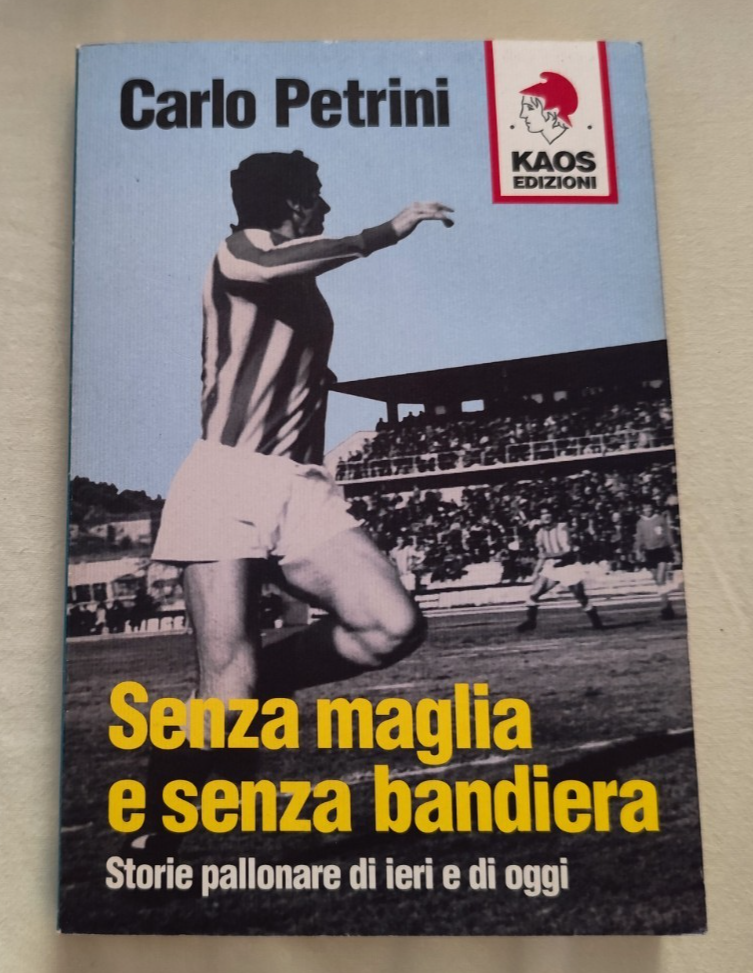 Carlo Petrini
KAOS
EDIZIONI
Senza maglia
e senza bandiera
Storie pallonare di ieri e di oggi